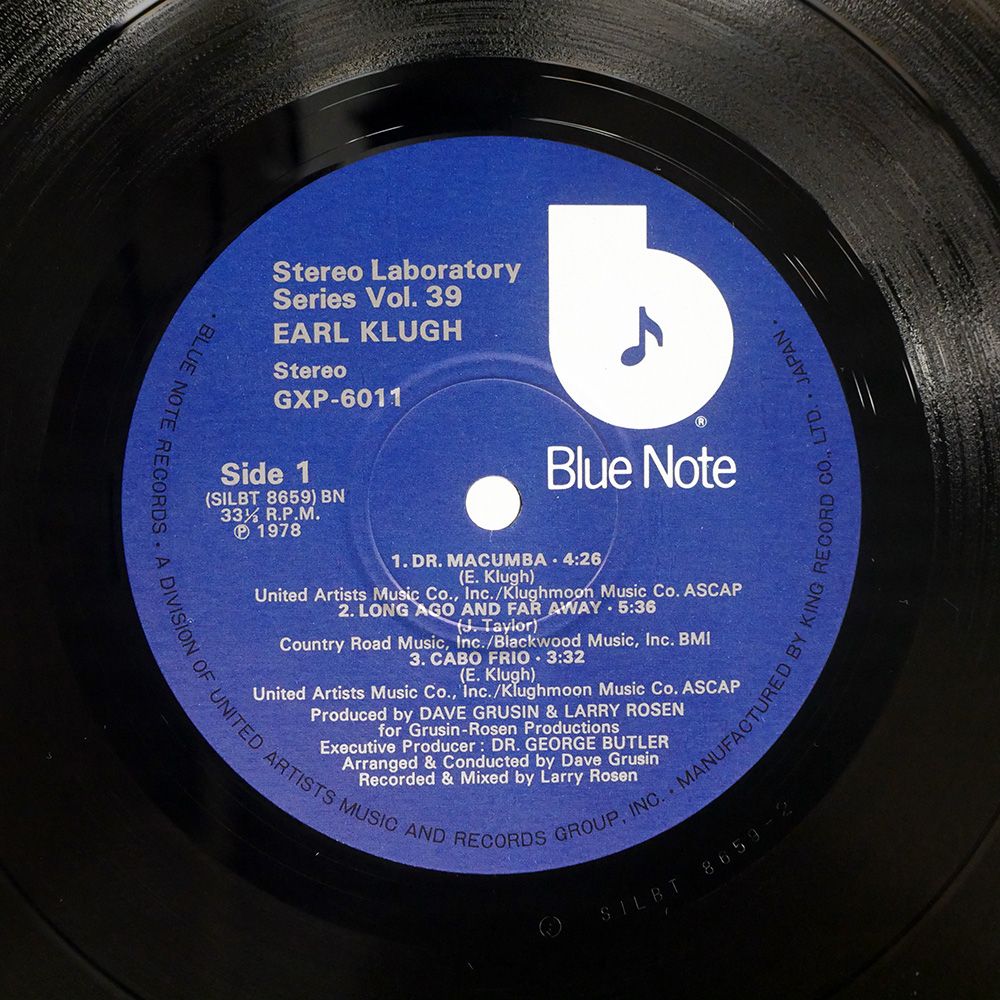 Stereo Laboratory
Series Vol. 39
EARL KLUGH
Stereo
GXP-6011
®
Blue Note
Side 1
(SILBT 8659) BN
33⅓ R.P.M.
℗ 1978
1. DR. MACUMBA · 4:26
(E. Klugh)
United Artists Music Co., Inc./Klughmoon Music Co. ASCAP
2. LONG AGO AND FAR AWAY · 5:36
(J. Taylor)
Country Road Music, Inc./Blackwood Music, Inc. BMI
3. CABO FRIO · 3:32
(E. Klugh)
United Artists Music Co., Inc./Klughmoon Music Co. ASCAP
Produced by DAVE GRUSIN & LARRY ROSEN
for Grusin-Rosen Productions
Executive Producer : DR. GEORGE BUTLER
Arranged & Conducted by Dave Grusin
Recorded & Mixed by Larry Rosen
· BLUE NOTE RECORDS · A DIVISION OF UNITED ARTISTS MUSIC AND RECORDS GROUP, INC. · MANUFACTURED BY KING RECORD CO., LTD. · JAPAN ·
SILBT 8659-2